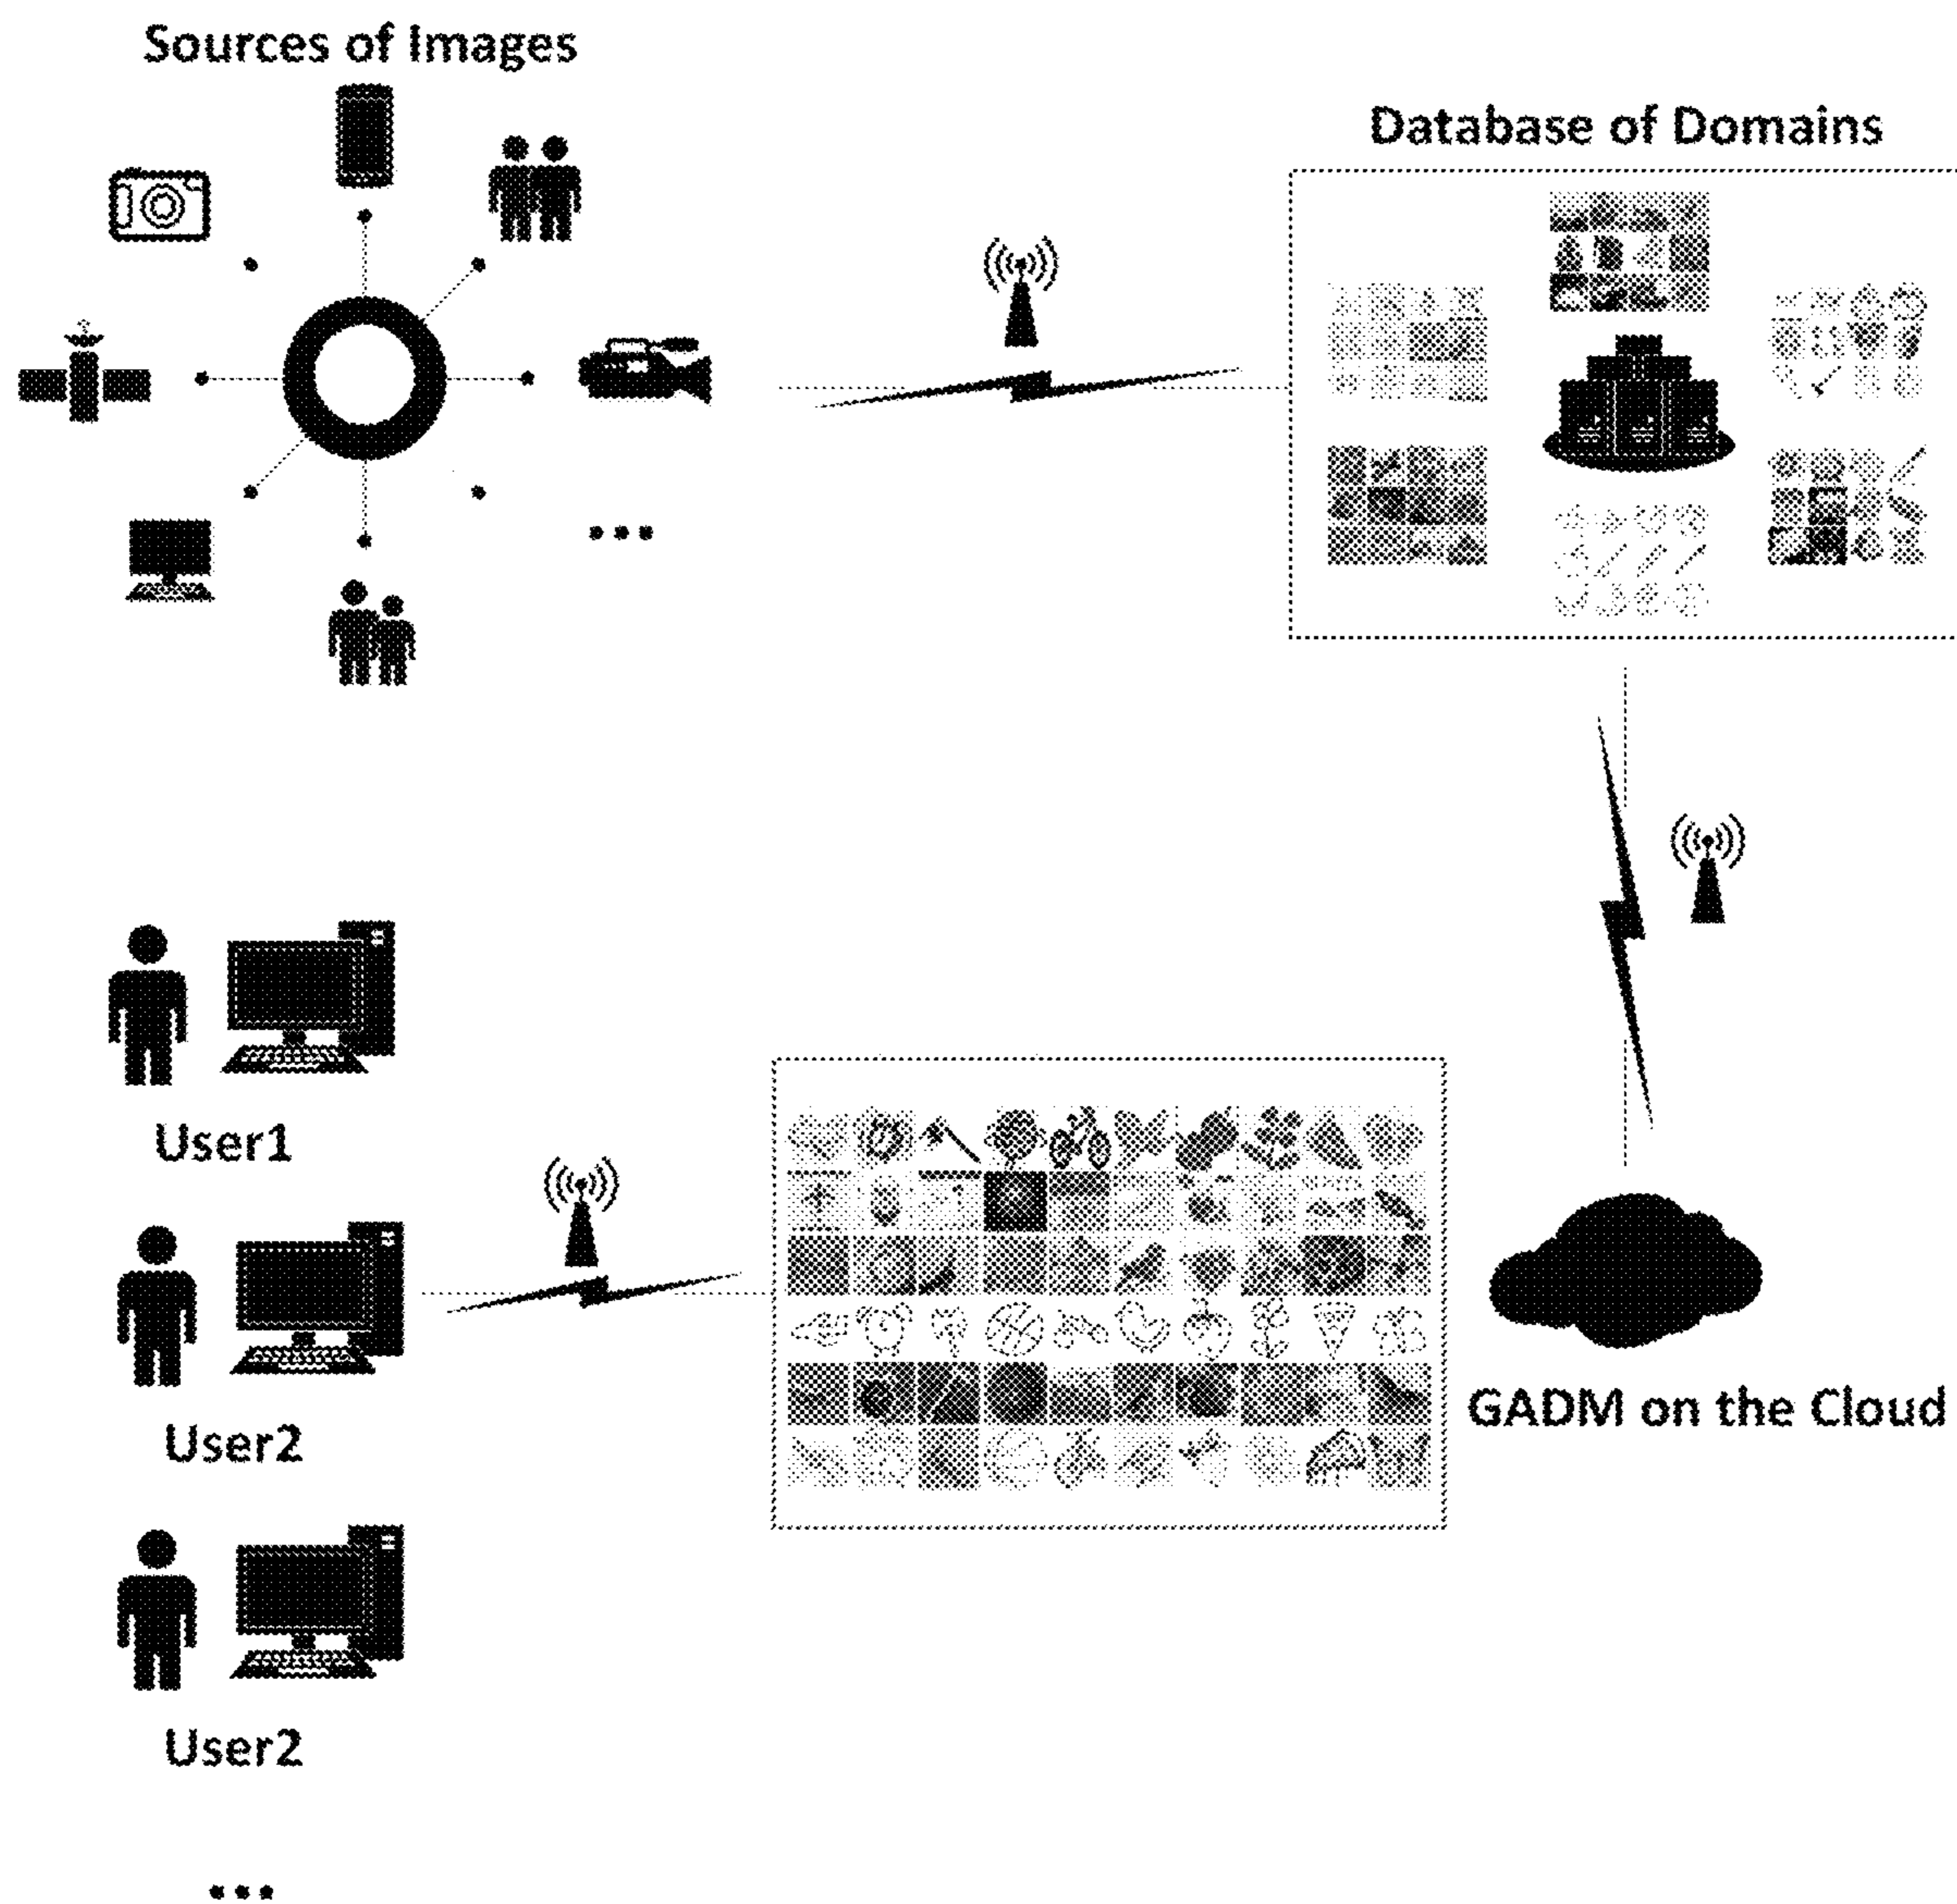 Sources of Images
Database of Domains
User1
User2
GADM on the Cloud
User2
...